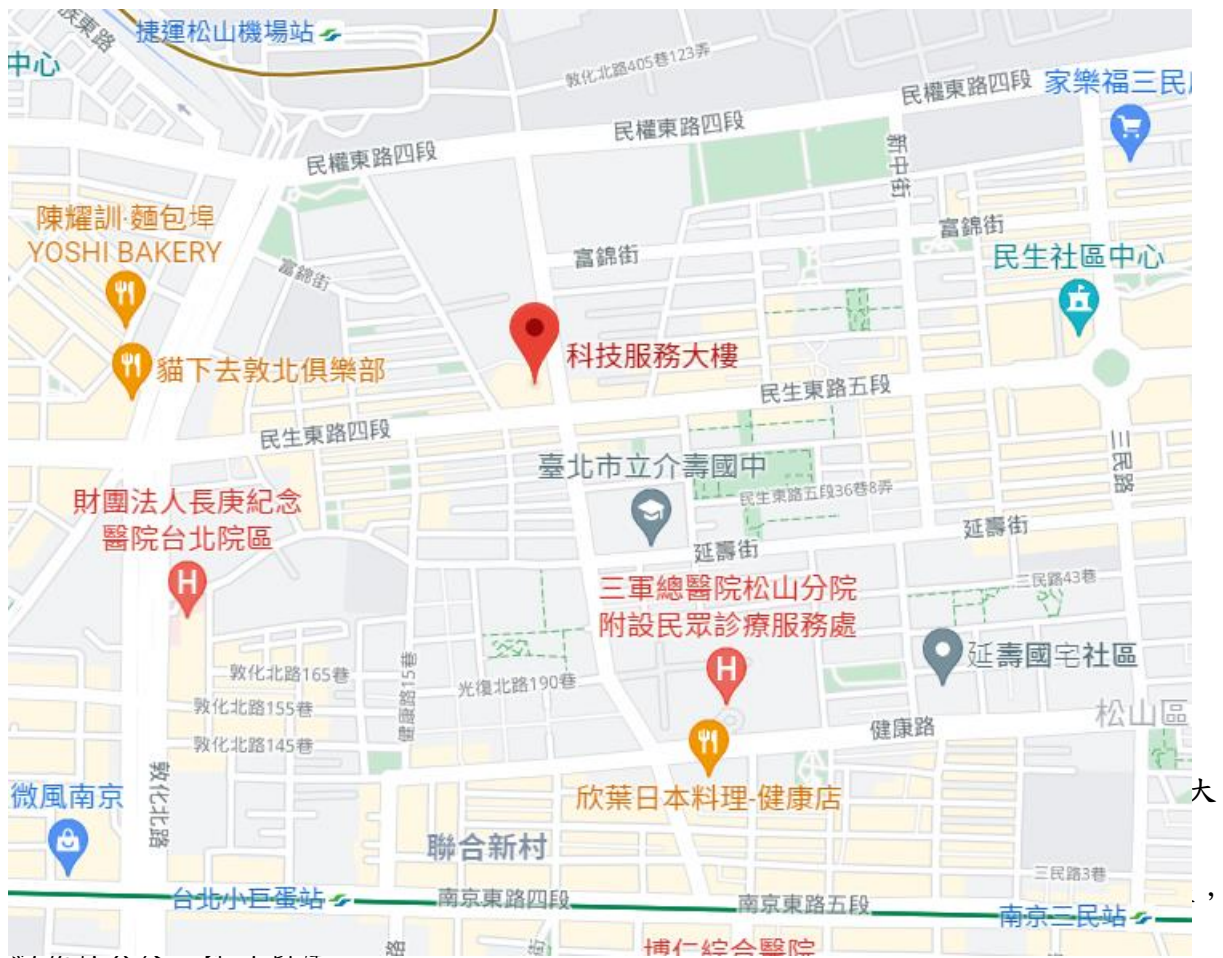 族東路
捷運松山機場站
中心
敦化北路405巷123弄
民權東路四段
家樂福三民
民權東路四段
民權東路四段
新中街
陳耀訓·麵包埠
YOSHI BAKERY
富錦街
富錦街
富錦街
民生社區中心
科技服務大樓
貓下去敦北俱樂部
民生東路五段
民生東路四段
三民路
臺北市立介壽國中
民生東路五段36巷8弄
財團法人長庚紀念
醫院台北院區
延壽街
延壽街
三軍總醫院松山分院
附設民眾診療服務處
三民路43巷
延壽國宅社區
敦化北路165巷
健康路15巷
光復北路190巷
敦化北路155巷
松山區
健康路
敦化北路145巷
微風南京
敦化北路
欣葉日本料理-健康店
大
聯合新村
三民路3巷
台北小巨蛋站
南京東路四段
南京東路五段
南京三民站
，
路
街
博仁綜合醫院